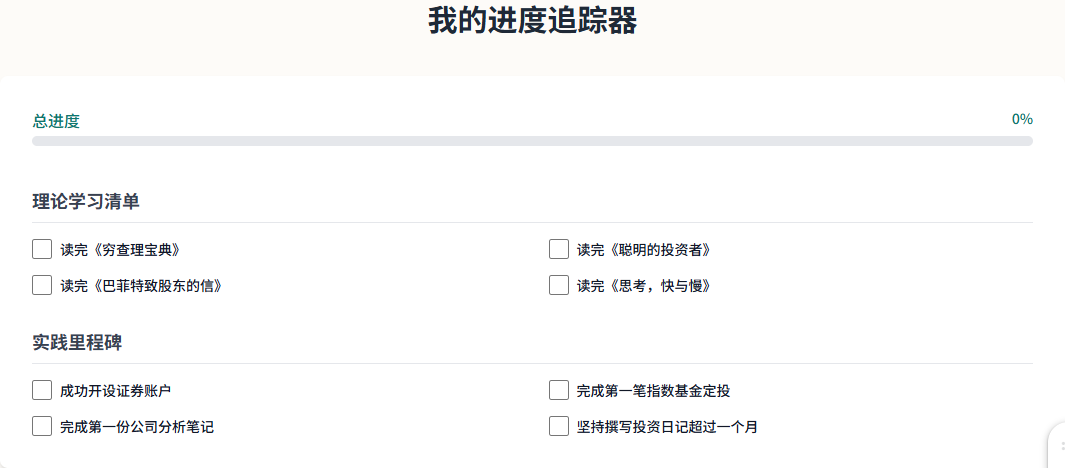 我的进度追踪器
总进度 0%
理论学习清单
读完《穷查理宝典》 读完《聪明的投资者》
读完《巴菲特致股东的信》 读完《思考，快与慢》
实践里程碑
成功开设证券账户 完成第一笔指数基金定投
完成第一份公司分析笔记 坚持撰写投资日记超过一个月